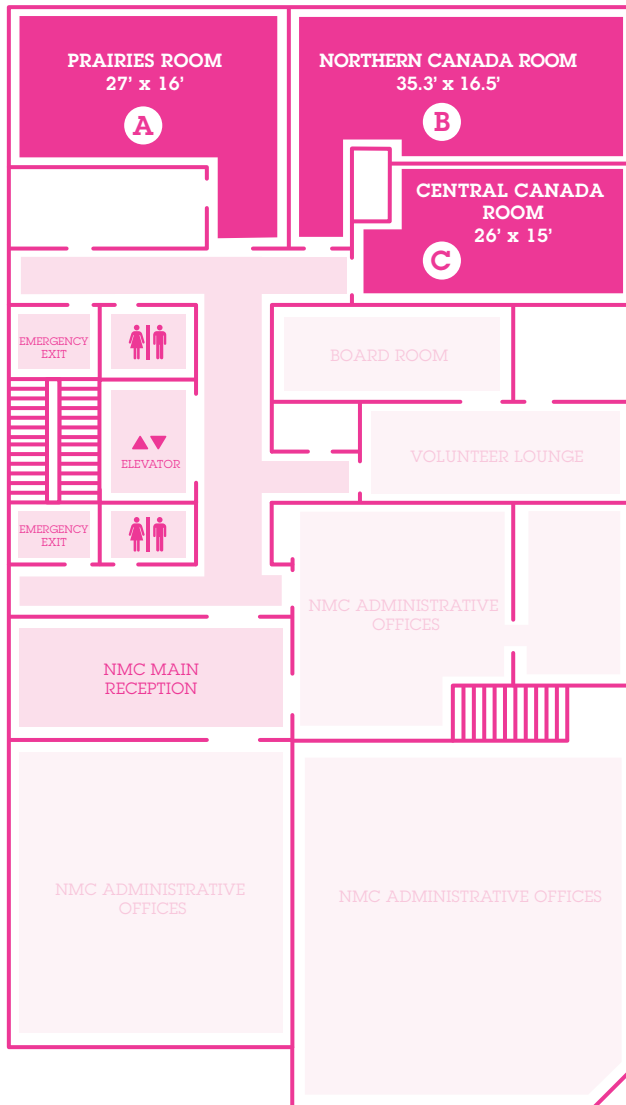 PRAIRIES ROOM
27’ x 16’
A
NORTHERN CANADA ROOM
35.3’ x 16.5’
B
CENTRAL CANADA
ROOM
26’ x 15’
C
EMERGENCY
EXIT
BOARD ROOM
ELEVATOR
VOLUNTEER LOUNGE
EMERGENCY
EXIT
NMC ADMINISTRATIVE
OFFICES
NMC MAIN
RECEPTION
NMC ADMINISTRATIVE
OFFICES
NMC ADMINISTRATIVE OFFICES